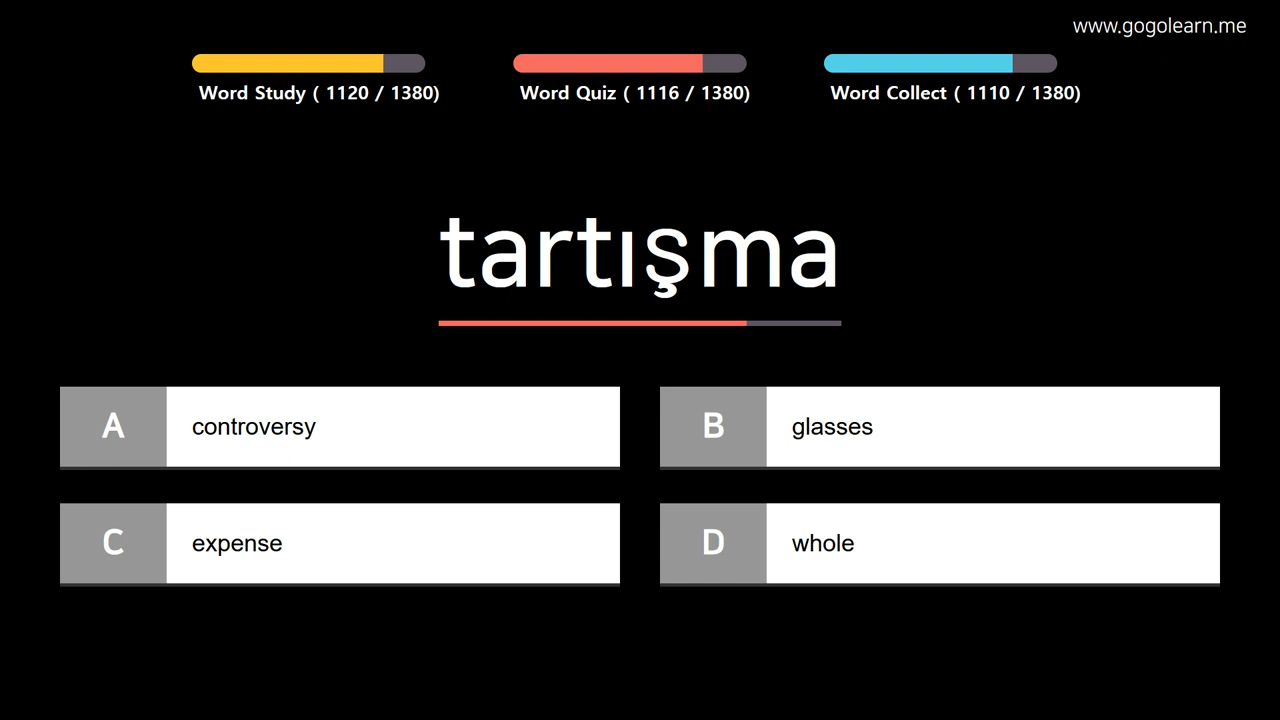 www.gogolearn.me
Word Study ( 1120 / 1380)
Word Quiz ( 1116 / 1380)
Word Collect ( 1110 / 1380)
tartışma
A controversy
B glasses
C expense
D whole